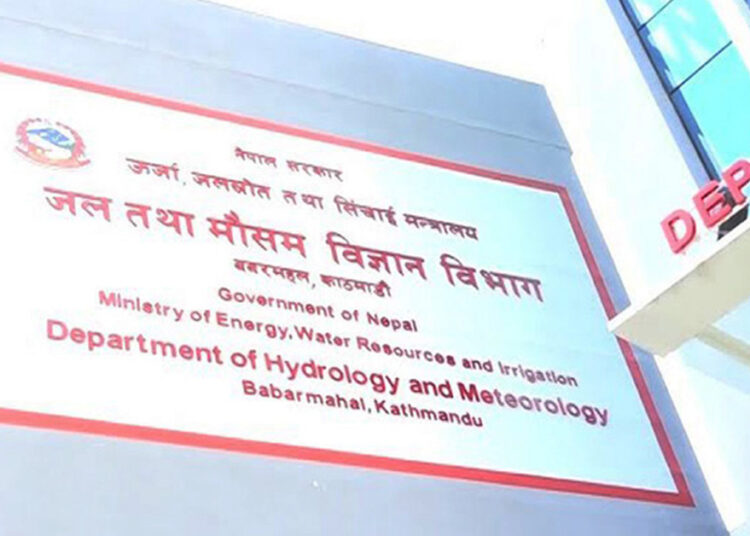 नेपाल सरकार
ऊर्जा, जलस्रोत तथा सिंचाई मन्त्रालय
जल तथा मौसम विज्ञान विभाग
बबरमहल, काठमाडौं
Government of Nepal
Ministry of Energy, Water Resources and Irrigation
Department of Hydrology and Meteorology
Babarmahal, Kathmandu
DEP